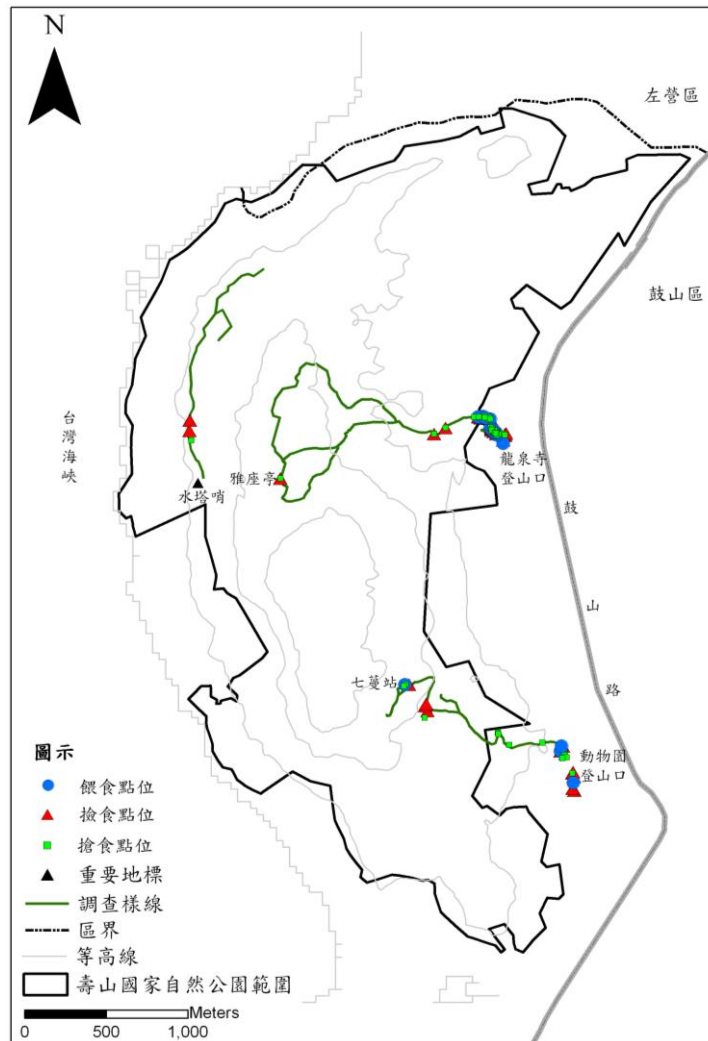 N
左營區
鼓山區
台灣海峽
龍泉寺
登山口
雅座亭
水塔哨
鼓山路
七蔓站
動物園
登山口
圖示
餵食點位
撿食點位
搶食點位
重要地標
調查樣線
區界
等高線
壽山國家自然公園範圍
Meters
0 500 1,000